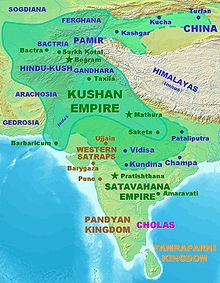 SOGDIANA
FERGHANA
Turfan
Kucha
CHINA
PAMIR
Kashgar
BACTRIA
Bactra
Surkh Kotal
Begram
HINDU-KUSH
GANDHARA
Taxila
HIMALAYAS
ARACHOSIA
KUSHAN
EMPIRE
Mathura
GEDROSIA
Indus
Saketa
Pataliputra
Barbaricum
Ujjain
Vidisa
WESTERN
SATRAPS
Kundina
Champa
Barygaza
Pratishthana
Pune
SATAVAHANA
EMPIRE
Amaravati
PANDYAN
KINGDOM
CHOLAS
TAMRAPARNI
KINGDOM